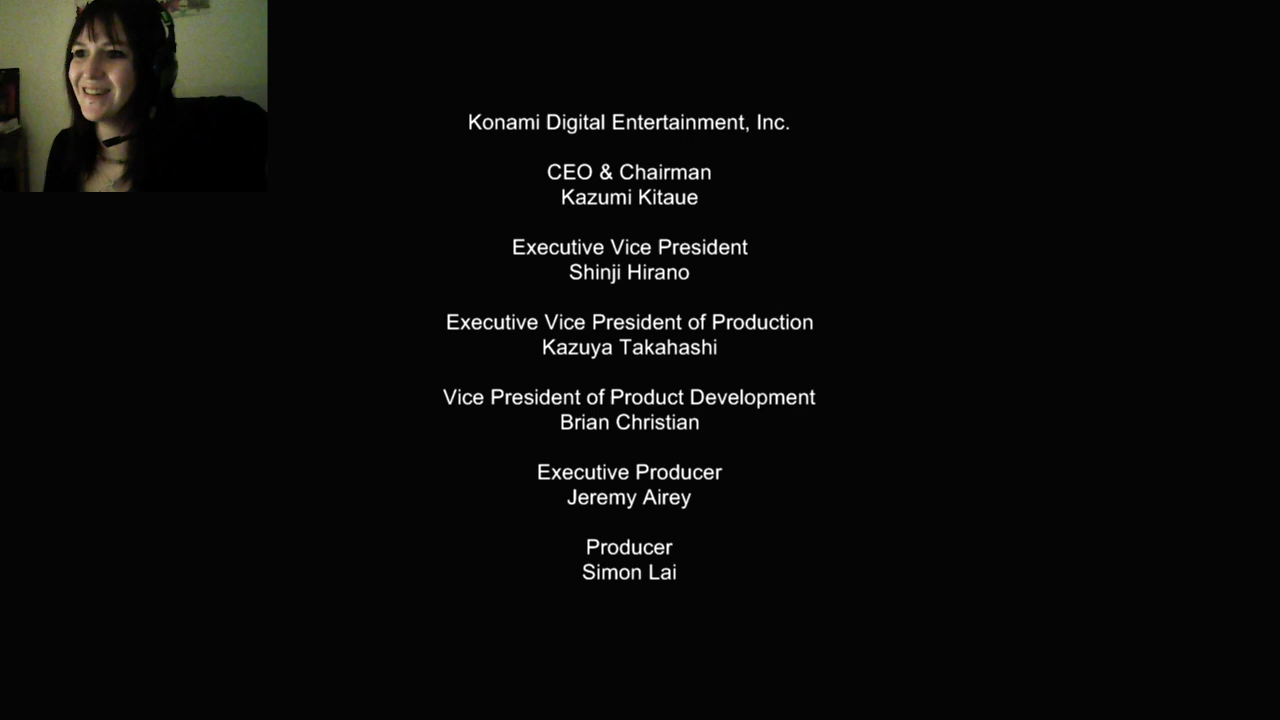 Konami Digital Entertainment, Inc.
CEO & Chairman
Kazumi Kitaue
Executive Vice President
Shinji Hirano
Executive Vice President of Production
Kazuya Takahashi
Vice President of Product Development
Brian Christian
Executive Producer
Jeremy Airey
Producer
Simon Lai